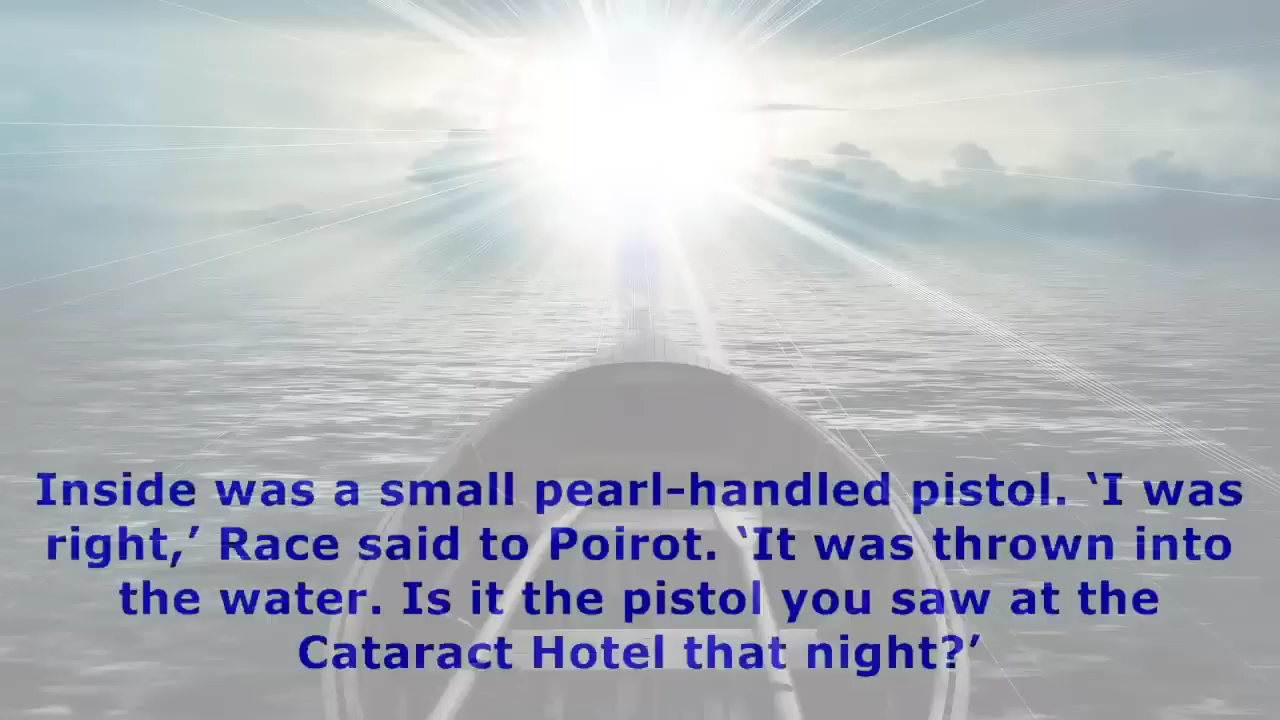 Inside was a small pearl-handled pistol. ‘I was
right,’ Race said to Poirot. ‘It was thrown into
the water. Is it the pistol you saw at the
Cataract Hotel that night?’